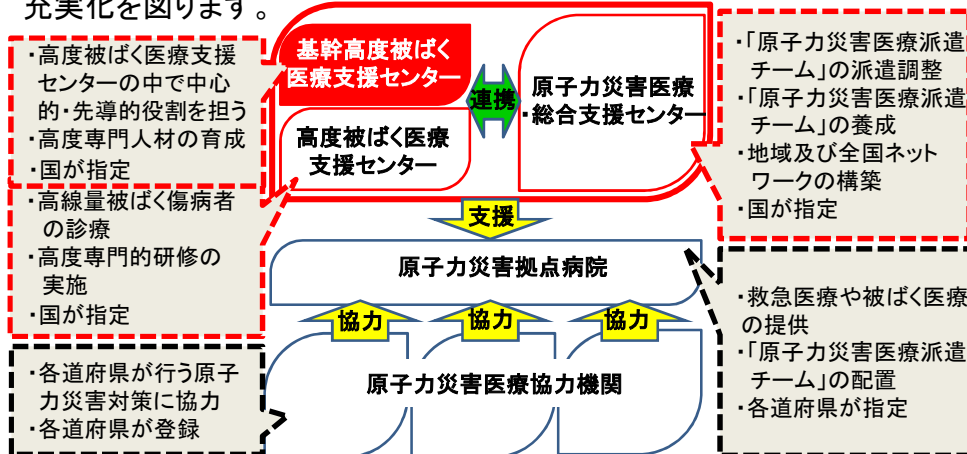 充実化を図ります。
・高度被ばく医療支援
センターの中で中心
的・先導的役割を担う
・高度専門人材の育成
・国が指定
・高線量被ばく傷病者
の診療
・高度専門的研修の
実施
・国が指定
・各道府県が行う原子
力災害対策に協力
・各道府県が登録
基幹高度被ばく
医療支援センター
高度被ばく医療
支援センター
連携
原子力災害医療
・総合支援センター
支援
原子力災害拠点病院
協力
協力
協力
原子力災害医療協力機関
・「原子力災害医療派遣
チーム」の派遣調整
・「原子力災害医療派遣
チーム」の養成
・地域及び全国ネット
ワークの構築
・国が指定
・救急医療や被ばく医療
の提供
・「原子力災害医療派遣
チーム」の配置
・各道府県が指定